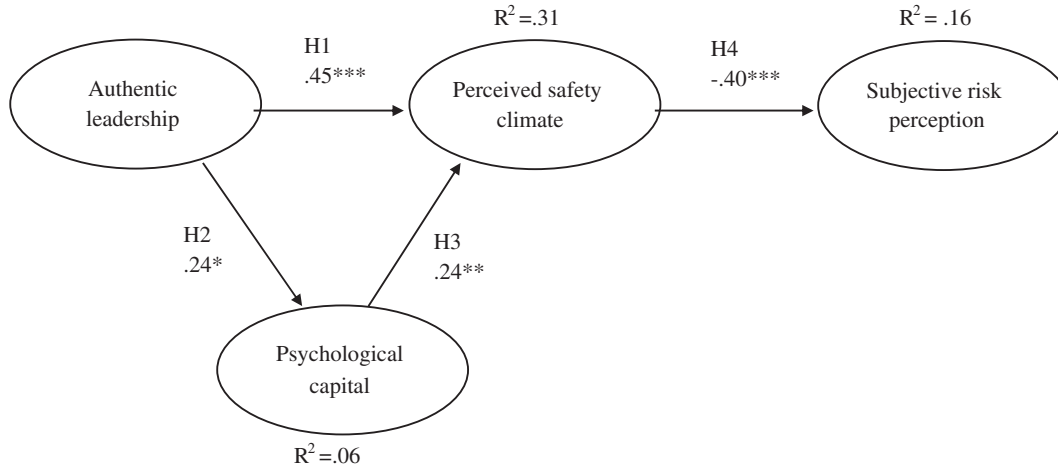 R² =.31
R² = .16
H1
.45***
H4
-.40***
Authentic
leadership
Perceived safety
climate
Subjective risk
perception
H2
.24*
H3
.24**
Psychological
capital
R² =.06